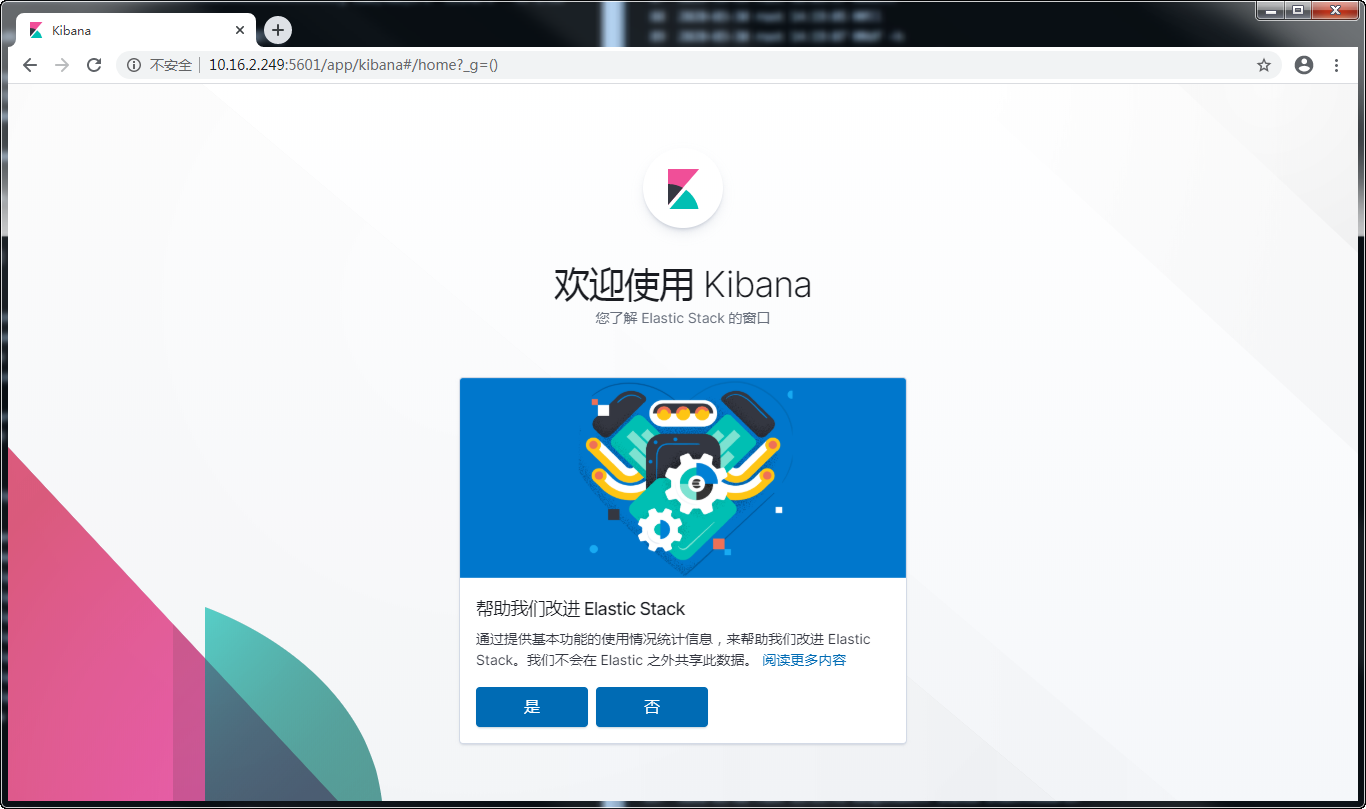 Kibana
不安全 10.16.2.249:5601/app/kibana#/home?_g=()
欢迎使用 Kibana
您了解 Elastic Stack 的窗口
帮助我们改进 Elastic Stack
通过提供基本功能的使用情况统计信息，来帮助我们改进 Elastic
Stack。我们不会在 Elastic 之外共享此数据。 阅读更多内容
是 否